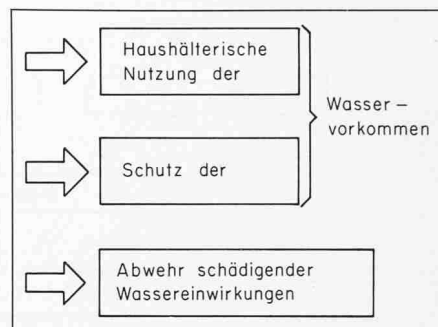 Haushälterische
Nutzung der
Wasser –
vorkommen
Schutz der
Abwehr schädigender
Wassereinwirkungen